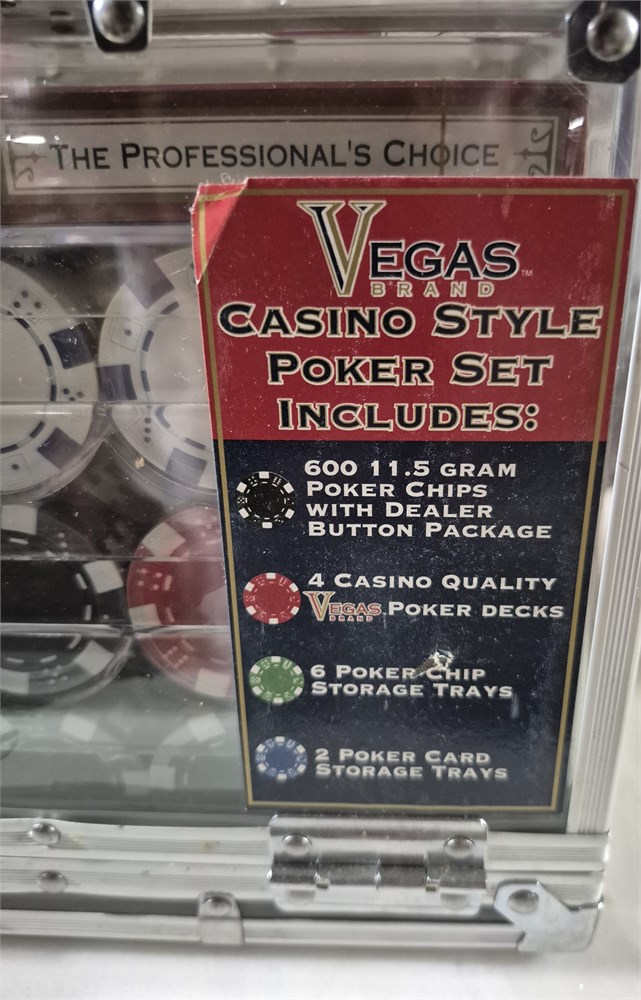 THE PROFESSIONAL'S CHOICE
VEGAS™
BRAND
CASINO STYLE
POKER SET
INCLUDES:
600 11.5 GRAM
POKER CHIPS
WITH DEALER
BUTTON PACKAGE
4 CASINO QUALITY
VEGAS BRAND POKER DECKS
6 POKER CHIP
STORAGE TRAYS
2 POKER CARD
STORAGE TRAYS